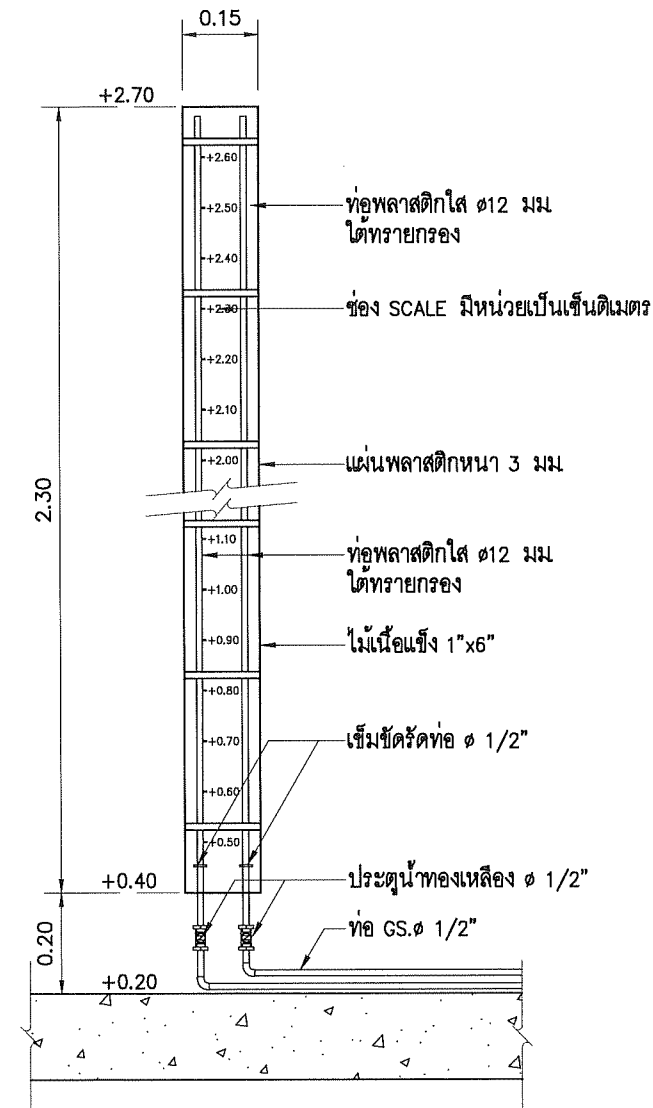 0.15
+2.70
+2.60
ท่อพลาสติกใส ø12 มม.
+2.50
ใต้ทรายกรอง
+2.40
ช่อง SCALE มีหน่วยเป็นเซ็นติเมตร
+2.30
+2.20
+2.10
แผ่นพลาสติกหนา 3 มม.
+2.00
2.30
+1.10
ท่อพลาสติกใส ø12 มม.
ใต้ทรายกรอง
+1.00
ไม้เนื้อแข็ง 1"x6"
+0.90
+0.80
เข็มขัดรัดท่อ ø 1/2"
+0.70
+0.60
+0.50
+0.40
ประตูน้ำทองเหลือง ø 1/2"
ท่อ GS.ø 1/2"
0.20
+0.20